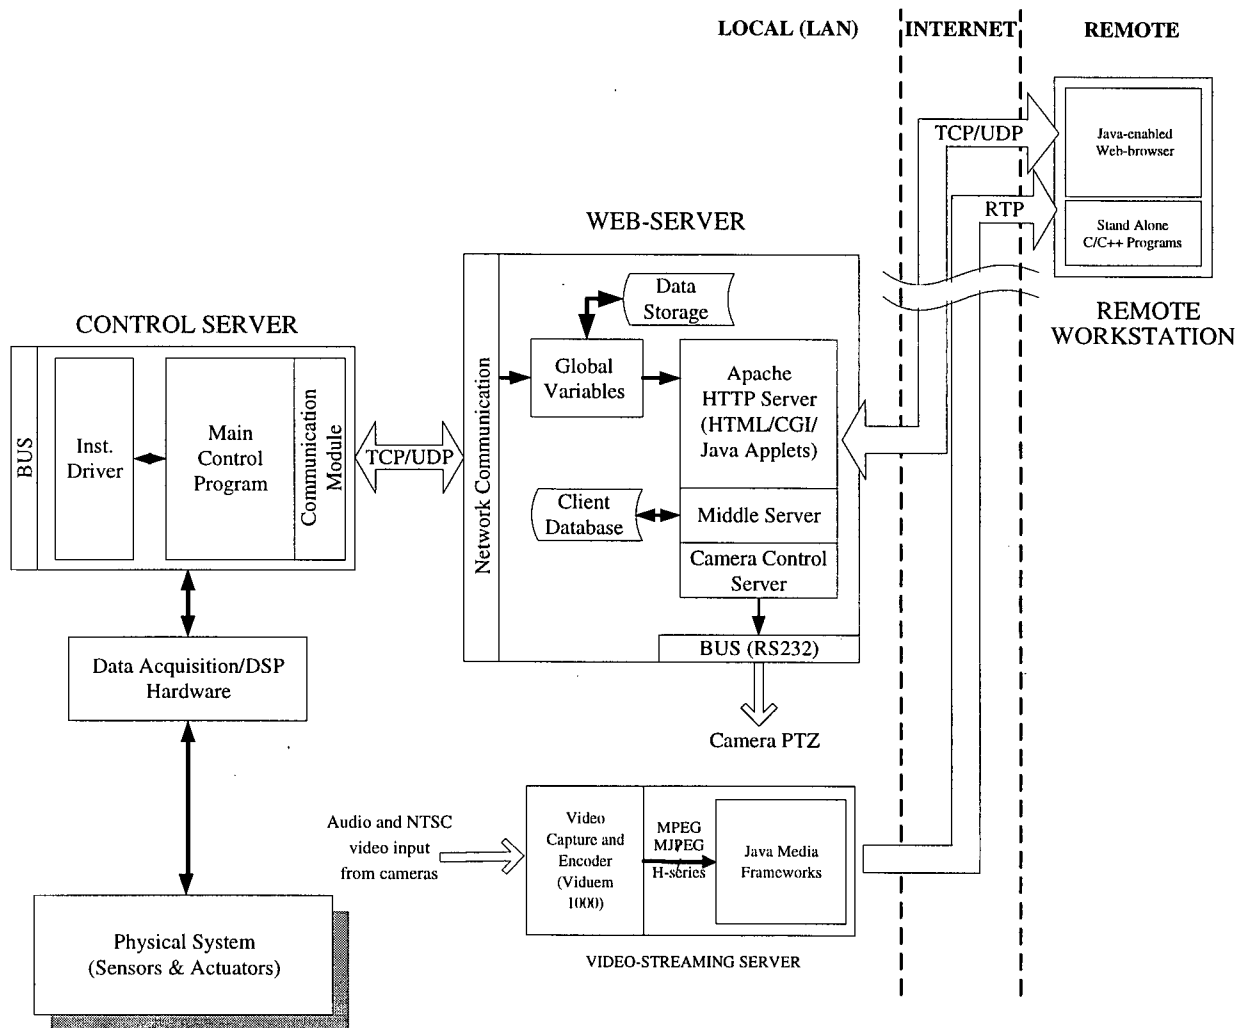 LOCAL (LAN)
INTERNET
REMOTE
TCP/UDP
Java-enabled
Web-browser
RTP
Stand Alone
C/C++ Programs
REMOTE
WORKSTATION
WEB-SERVER
Network Communication
Data
Storage
Global
Variables
Apache
HTTP Server
(HTML/CGI/
Java Applets)
Client
Database
Middle Server
Camera Control
Server
BUS (RS232)
Camera PTZ
CONTROL SERVER
BUS
Inst.
Driver
Main
Control
Program
Communication
Module
TCP/UDP
Data Acquisition/DSP
Hardware
Physical System
(Sensors & Actuators)
Audio and NTSC
video input
from cameras
Video
Capture and
Encoder
(Viduem
1000)
MPEG
MJPEG
H-series
Java Media
Frameworks
VIDEO-STREAMING SERVER